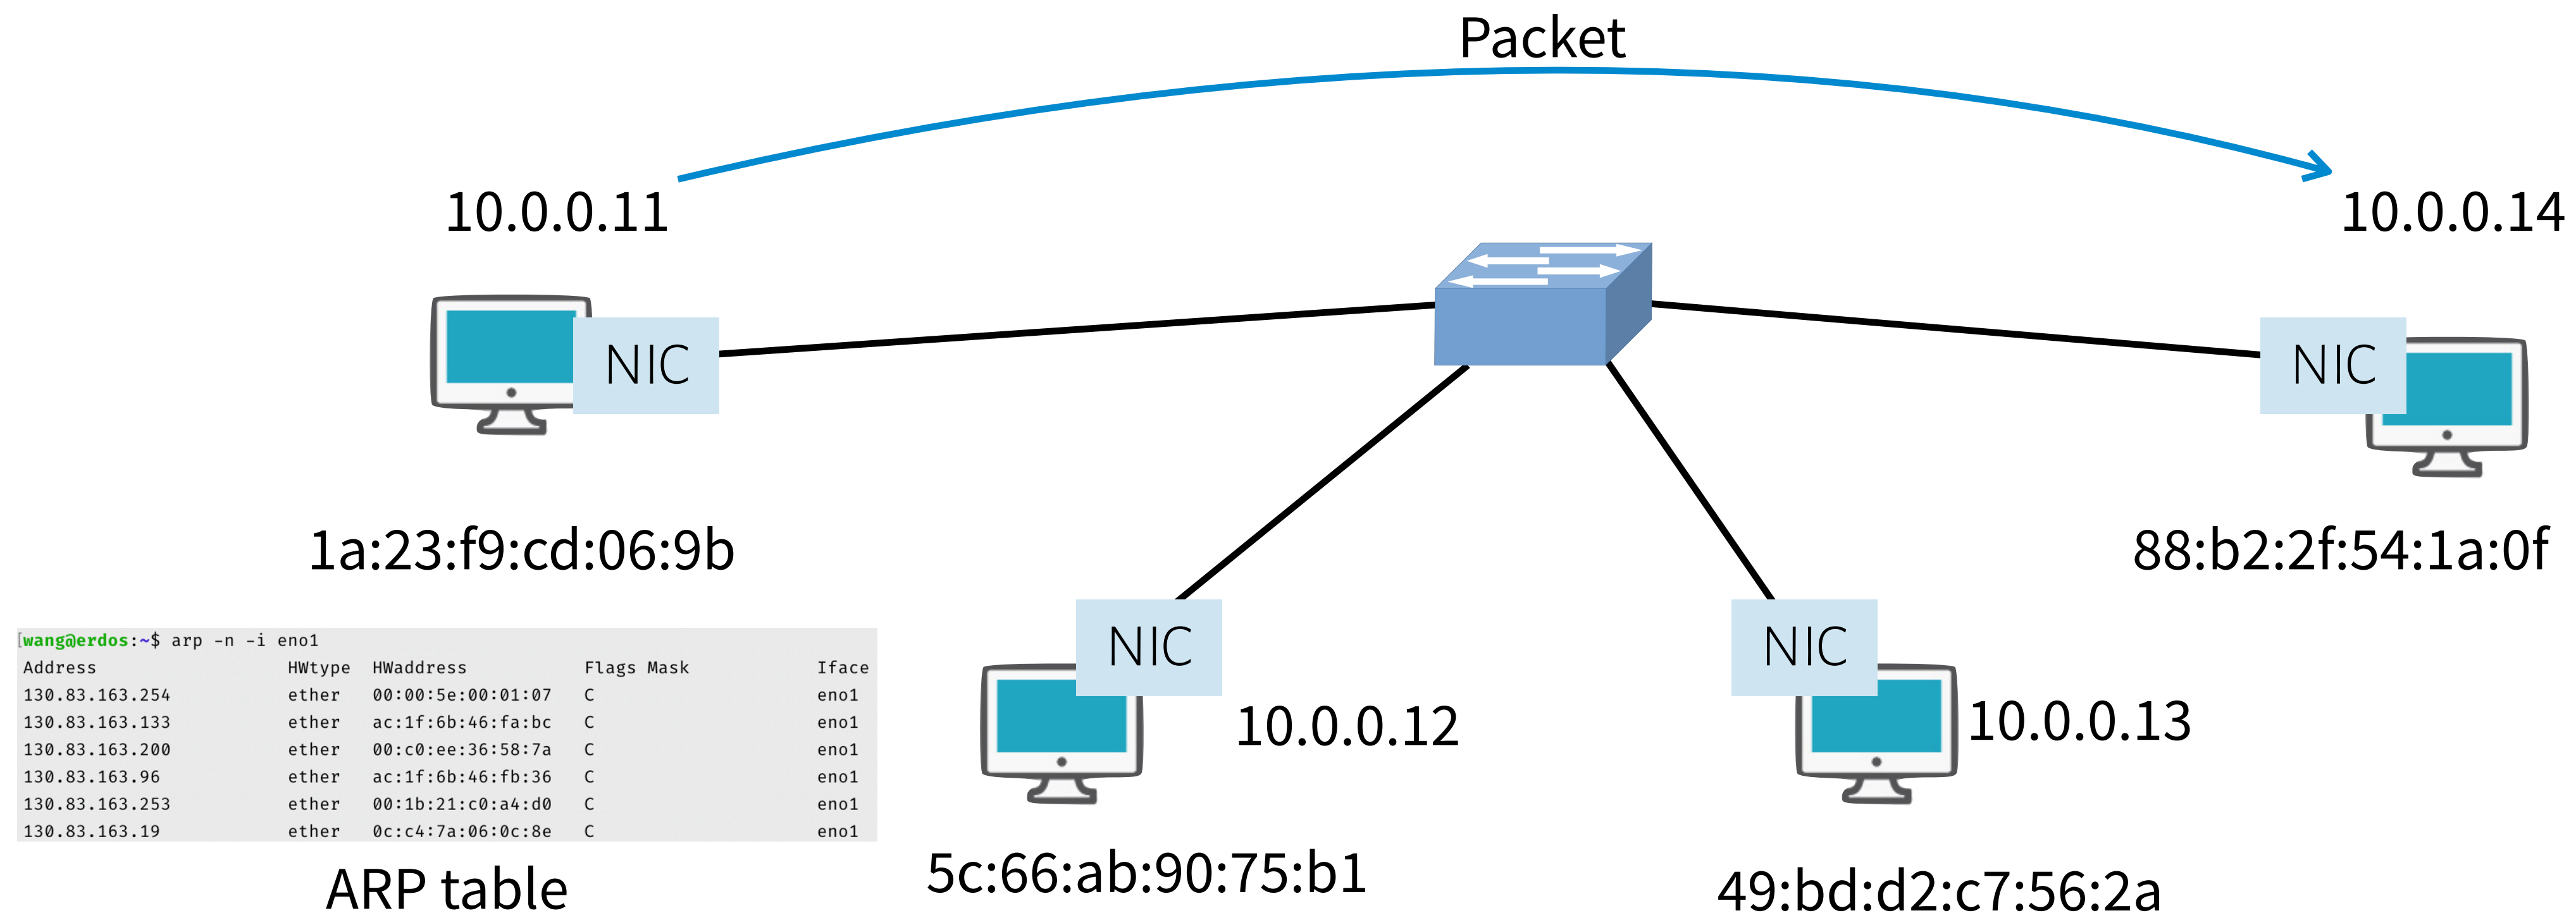 Packet
10.0.0.11
10.0.0.14
NIC
NIC
1a:23:f9:cd:06:9b
88:b2:2f:54:1a:0f
NIC
NIC
10.0.0.12
10.0.0.13
5c:66:ab:90:75:b1
49:bd:d2:c7:56:2a
[wang@erdos:~$ arp -n -i eno1
Address HWtype HWaddress Flags Mask Iface
130.83.163.254 ether 00:00:5e:00:01:07 C eno1
130.83.163.133 ether ac:1f:6b:46:fa:bc C eno1
130.83.163.200 ether 00:c0:ee:36:58:7a C eno1
130.83.163.96 ether ac:1f:6b:46:fb:36 C eno1
130.83.163.253 ether 00:1b:21:c0:a4:d0 C eno1
130.83.163.19 ether 0c:c4:7a:06:0c:8e C eno1
ARP table